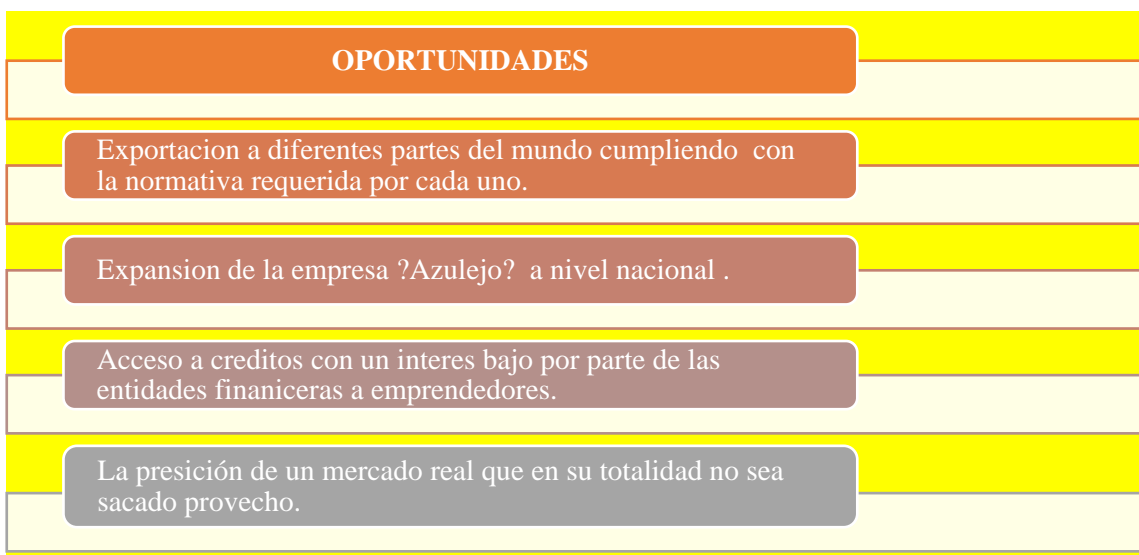 OPORTUNIDADES
Exportacion a diferentes partes del mundo cumpliendo  con
la normativa requerida por cada uno.
Expansion de la empresa ?Azulejo?  a nivel nacional .
Acceso a creditos con un interes bajo por parte de las
entidades finaniceras a emprendedores.
La presición de un mercado real que en su totalidad no sea
sacado provecho.